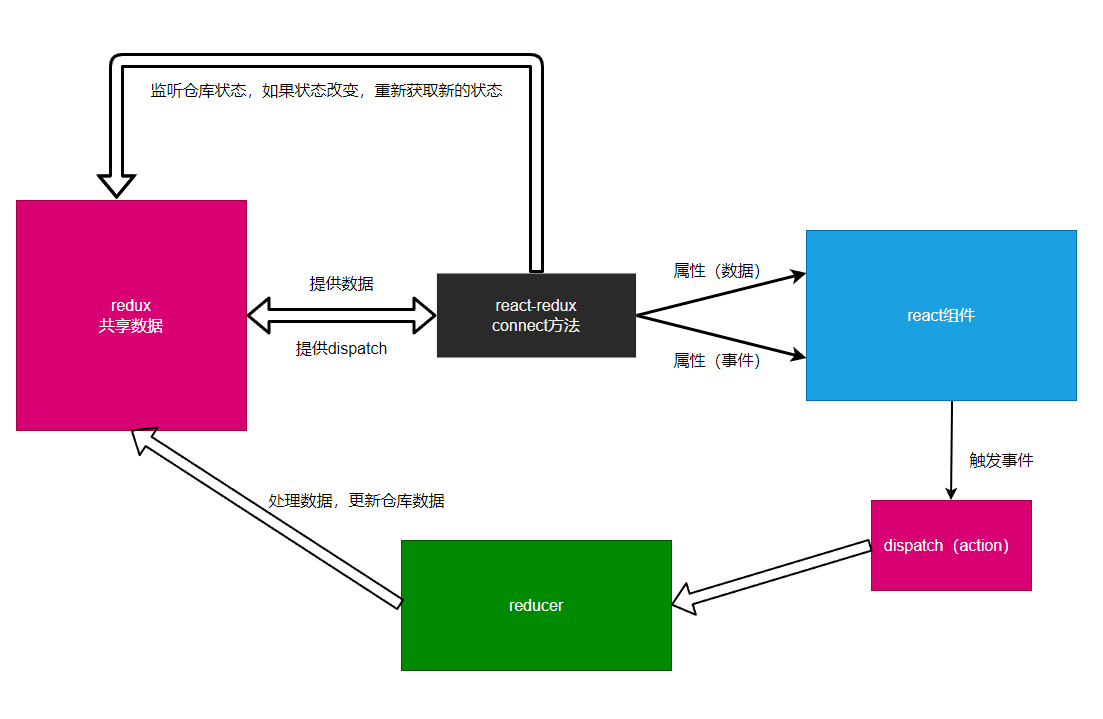 监听仓库状态，如果状态改变，重新获取新的状态
redux
共享数据
提供数据
提供dispatch
react-redux
connect方法
属性（数据）
属性（事件）
react组件
触发事件
dispatch（action）
处理数据，更新仓库数据
reducer